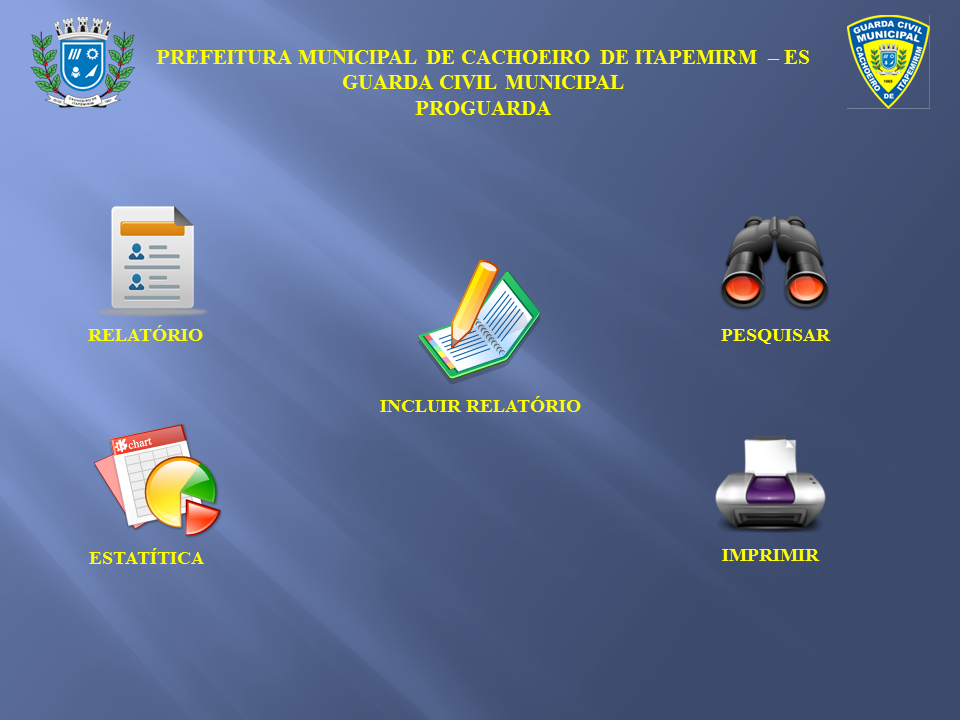 PREFEITURA MUNICIPAL DE CACHOEIRO DE ITAPEMIRM – ES
GUARDA CIVIL MUNICIPAL
PROGUARDA
GUARDA CIVIL
MUNICIPAL
CACHOEIRO
DE
ITAPEMIRIM
RELATÓRIO
PESQUISAR
INCLUIR RELATÓRIO
chart
ESTATÍTICA
IMPRIMIR